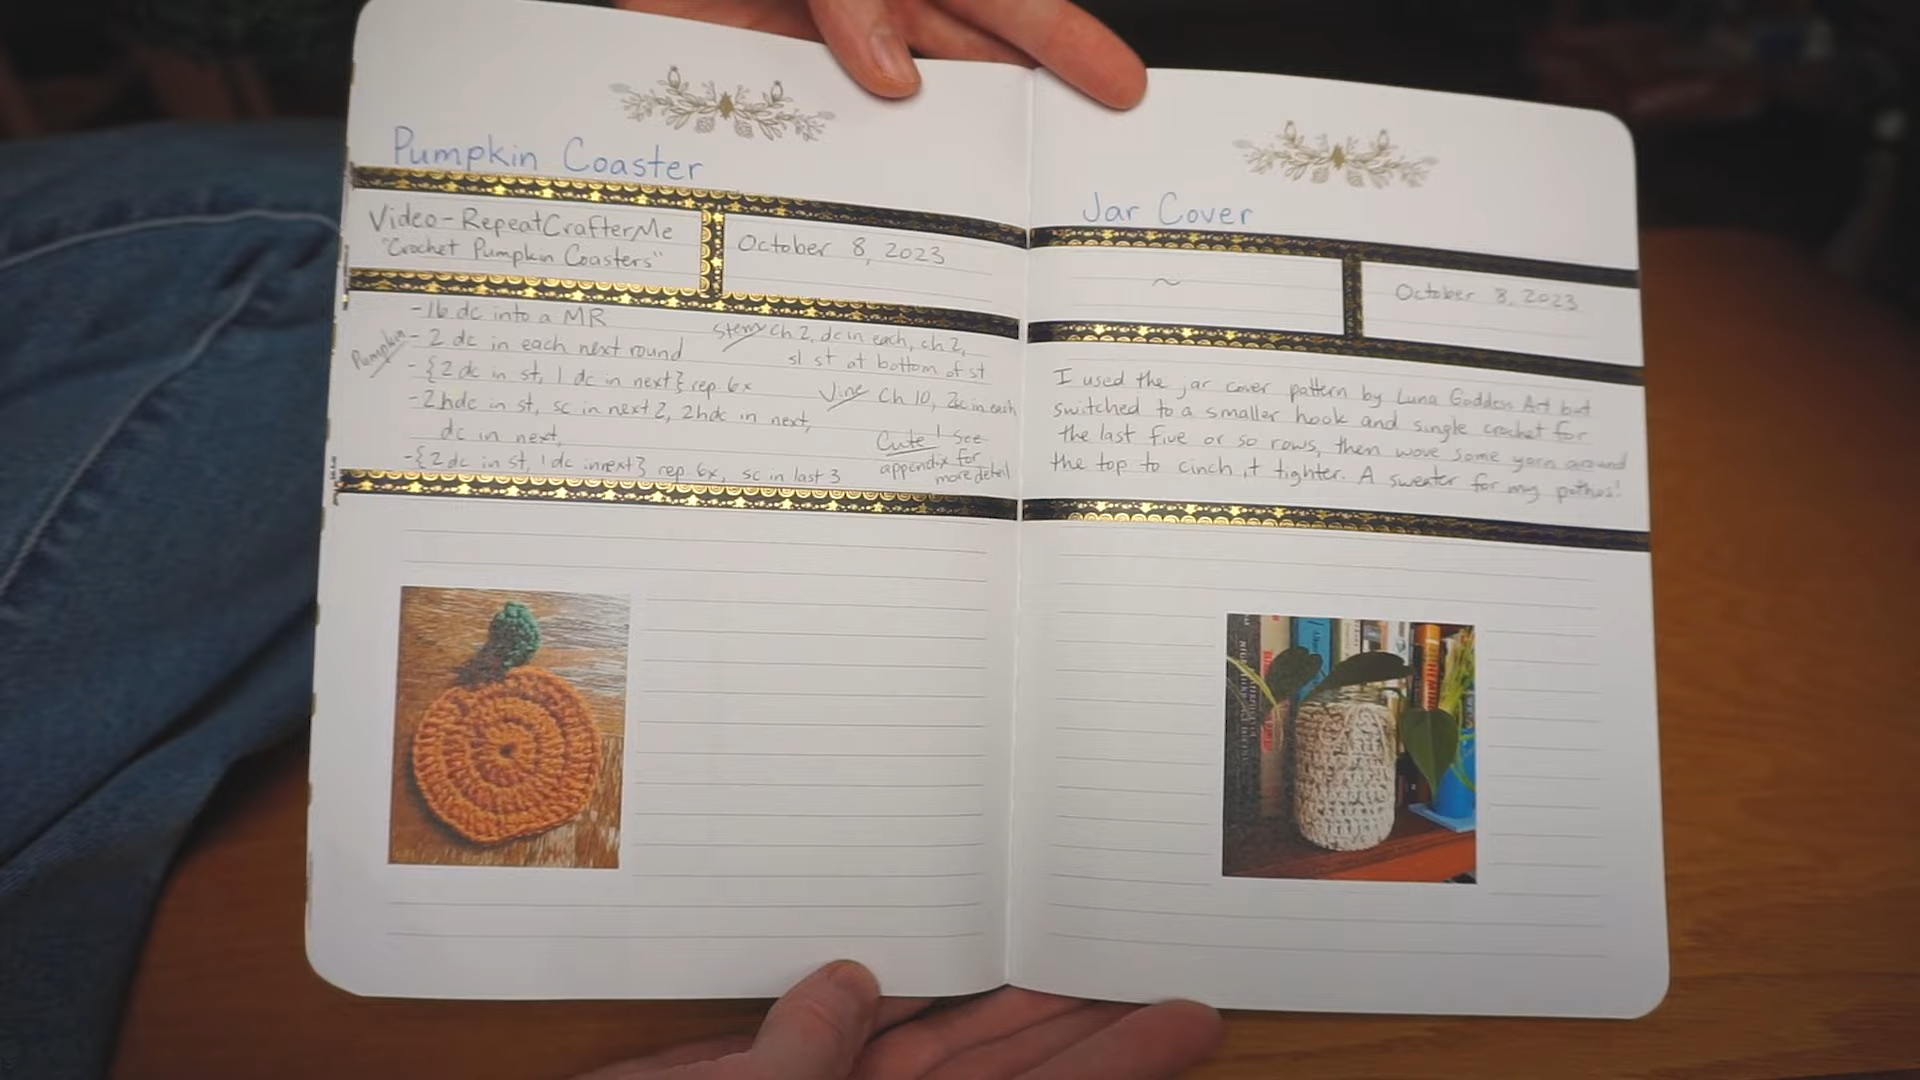 Pumpkin Coaster
Video - RepeatCrafterMe
"Crochet Pumpkin Coasters"
October 8, 2023
Pumpkin
- 16 dc into a MR
- 2 dc in each next round
- {2 dc in st, 1 dc in next} rep 6x
- 2hdc in st, sc in next 2, 2hdc in next,
dc in next,
- {2 dc in st, 1 dc in next} rep 6x, sc in last 3
Stem Ch 2, dc in each, ch 2,
sl st at bottom of st
Vine Ch 10, 2sc in each
Cute! See
appendix for
more detail
Jar Cover
~
October 8, 2023
I used the jar cover pattern by Luna Goddess Art but
switched to a smaller hook and single crochet for
the last five or so rows, then wove some yarn around
the top to cinch it tighter. A sweater for my pothos!